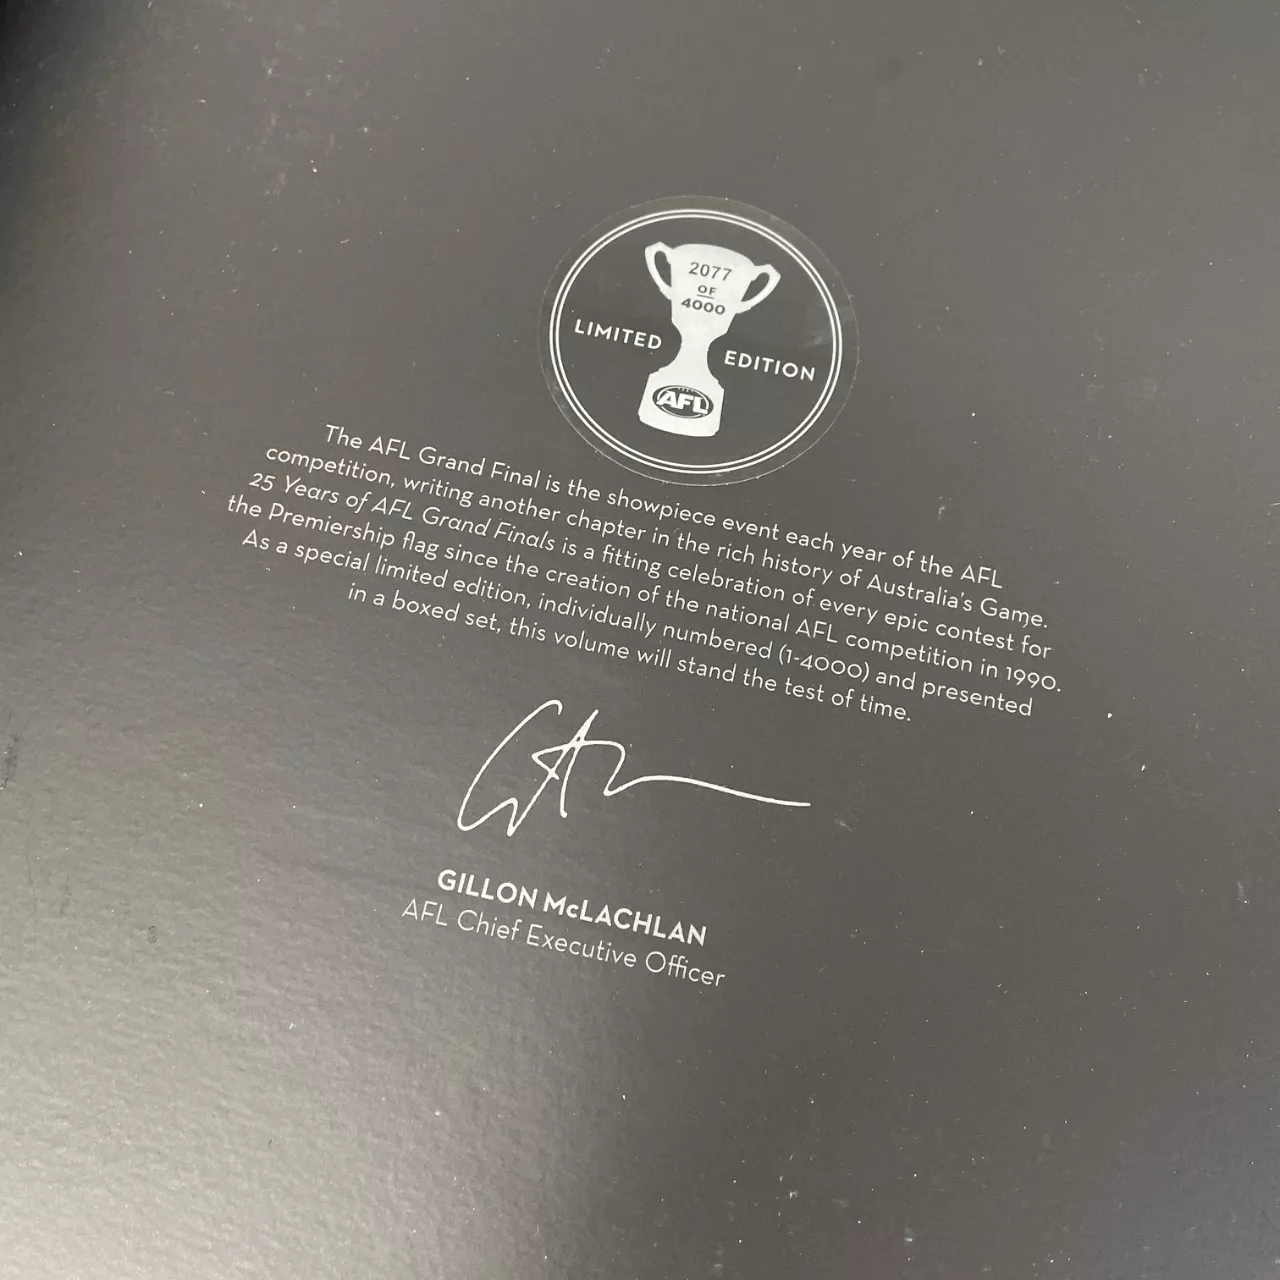 2077
OF
4000
LIMITED EDITION
AFL
The AFL Grand Final is the showpiece event each year of the AFL
competition, writing another chapter in the rich history of Australia's Game.
25 Years of AFL Grand Finals is a fitting celebration of every epic contest for
the Premiership flag since the creation of the national AFL competition in 1990.
As a special limited edition, individually numbered (1-4000) and presented
in a boxed set, this volume will stand the test of time.
GILLON McLACHLAN
AFL Chief Executive Officer